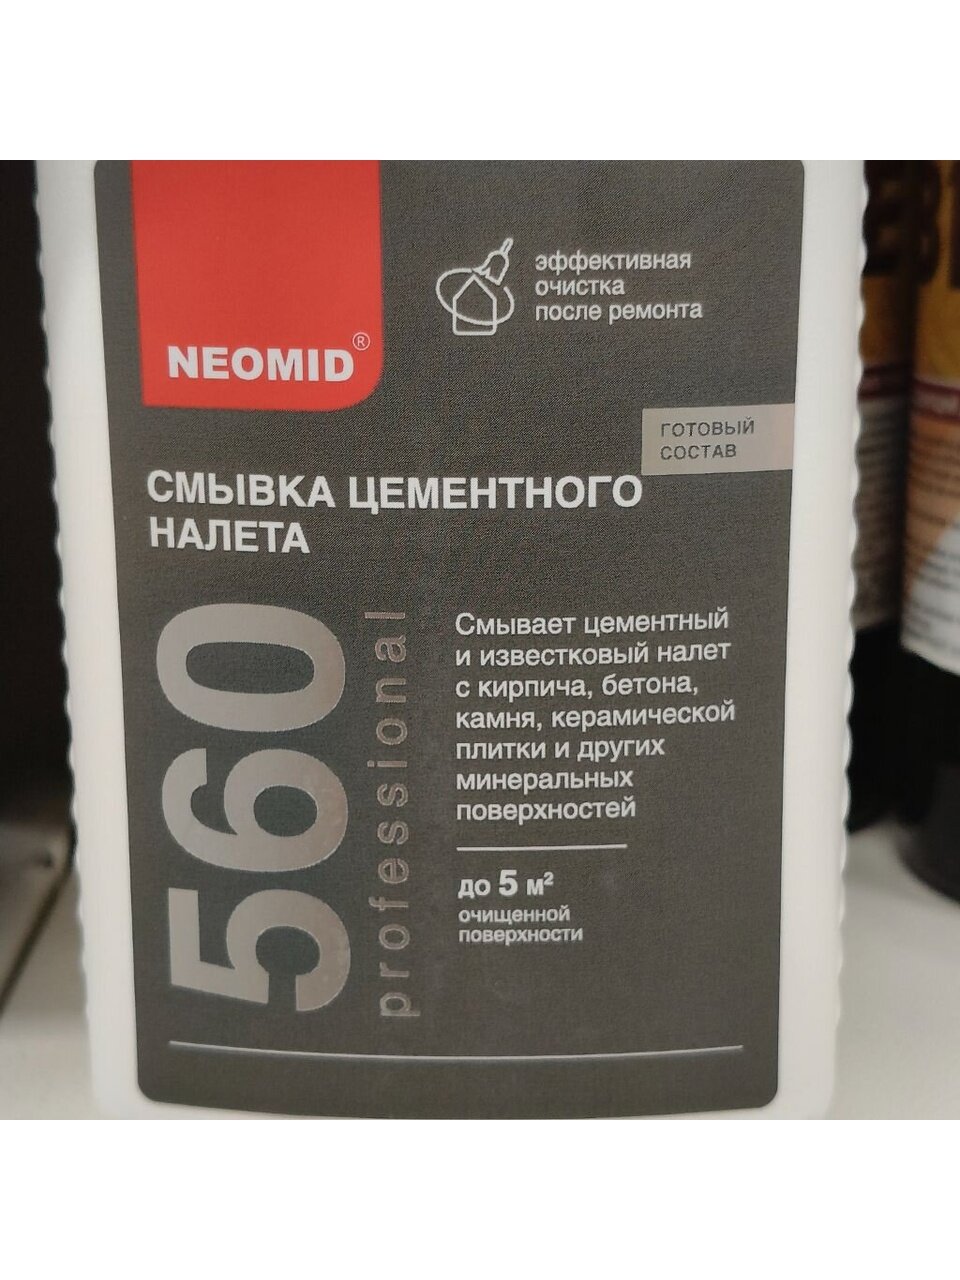 эффективная
очистка
после ремонта
NEOMID®
ГОТОВЫЙ
СОСТАВ
СМЫВКА ЦЕМЕНТНОГО
НАЛЕТА
560
professional
Смывает цементный
и известковый налет
с кирпича, бетона,
камня, керамической
плитки и других
минеральных
поверхностей
до 5 м²
очищенной
поверхности